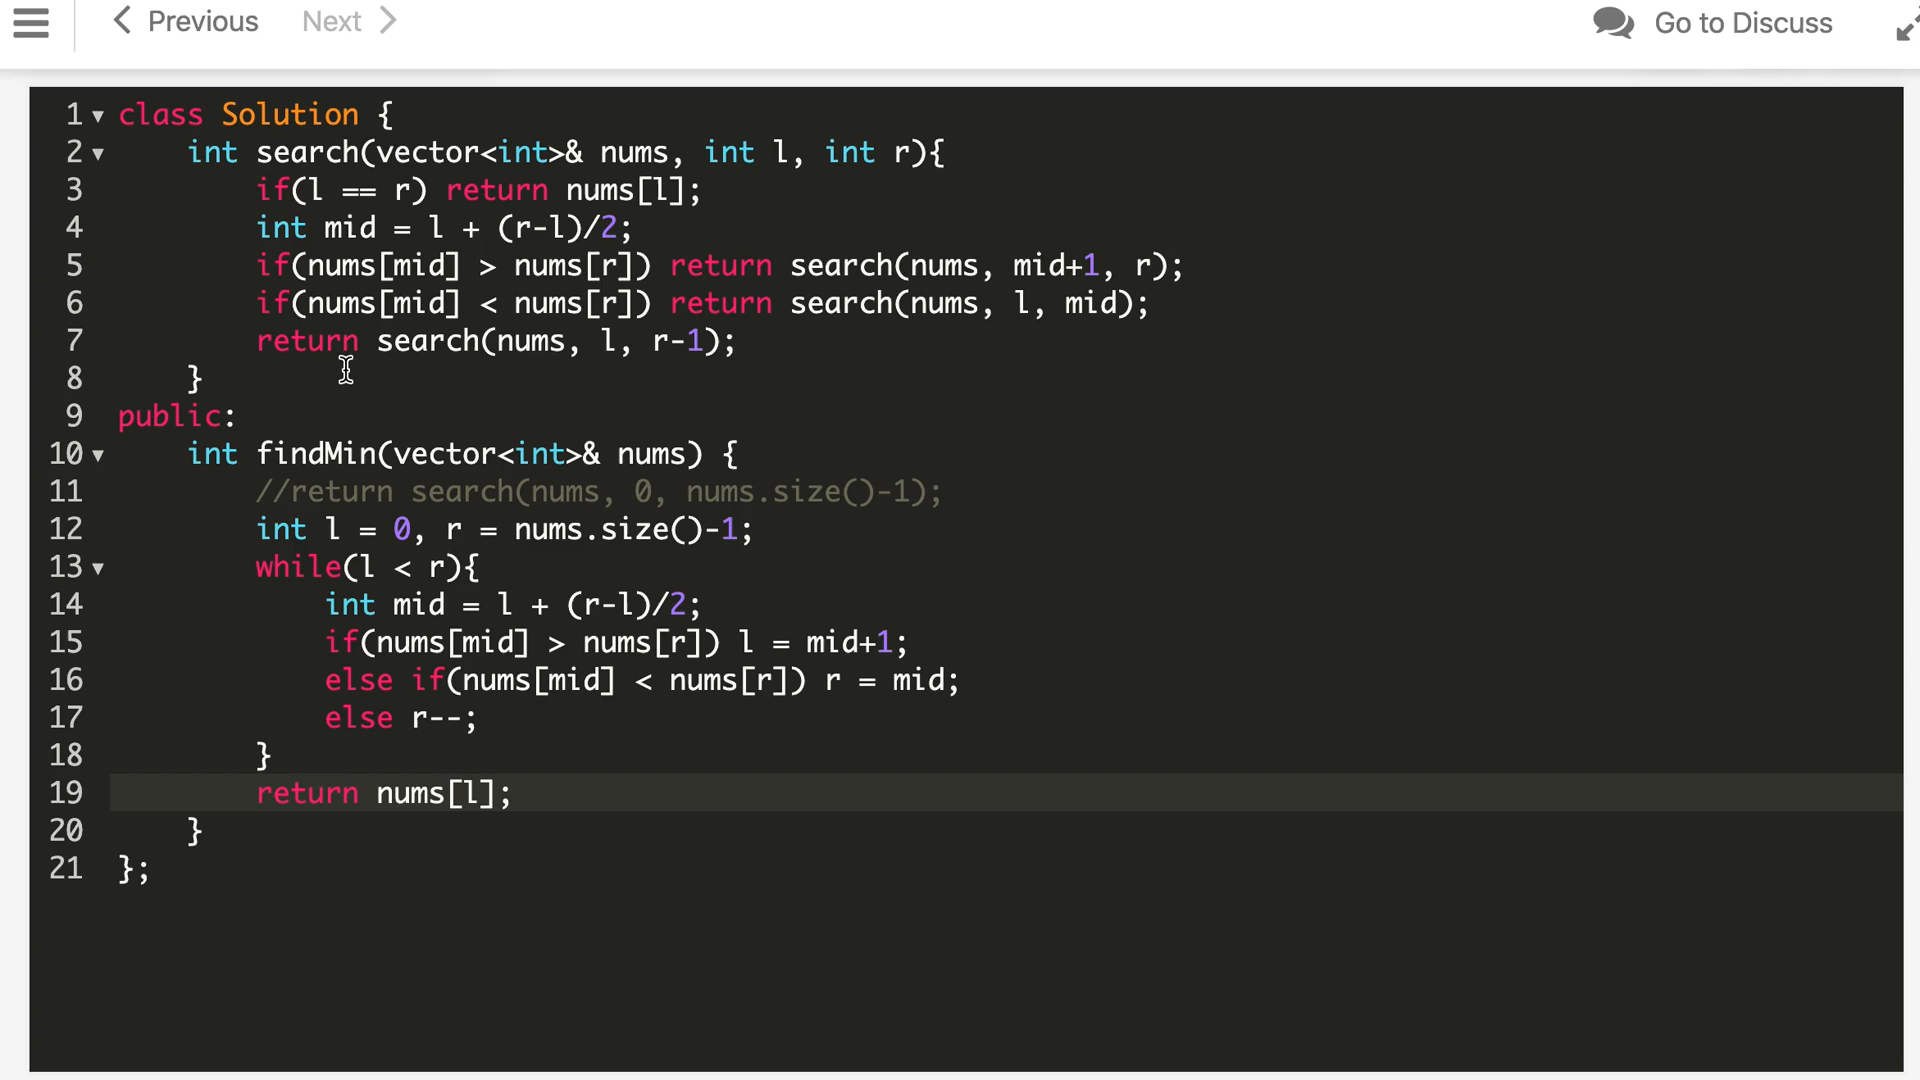 Previous Next Go to Discuss
1 class Solution {
2     int search(vector<int>& nums, int l, int r){
3         if(l == r) return nums[l];
4         int mid = l + (r-l)/2;
5         if(nums[mid] > nums[r]) return search(nums, mid+1, r);
6         if(nums[mid] < nums[r]) return search(nums, l, mid);
7         return search(nums, l, r-1);
8     }
9 public:
10     int findMin(vector<int>& nums) {
11         //return search(nums, 0, nums.size()-1);
12         int l = 0, r = nums.size()-1;
13         while(l < r){
14             int mid = l + (r-l)/2;
15             if(nums[mid] > nums[r]) l = mid+1;
16             else if(nums[mid] < nums[r]) r = mid;
17             else r--;
18         }
19         return nums[l];
20     }
21 };